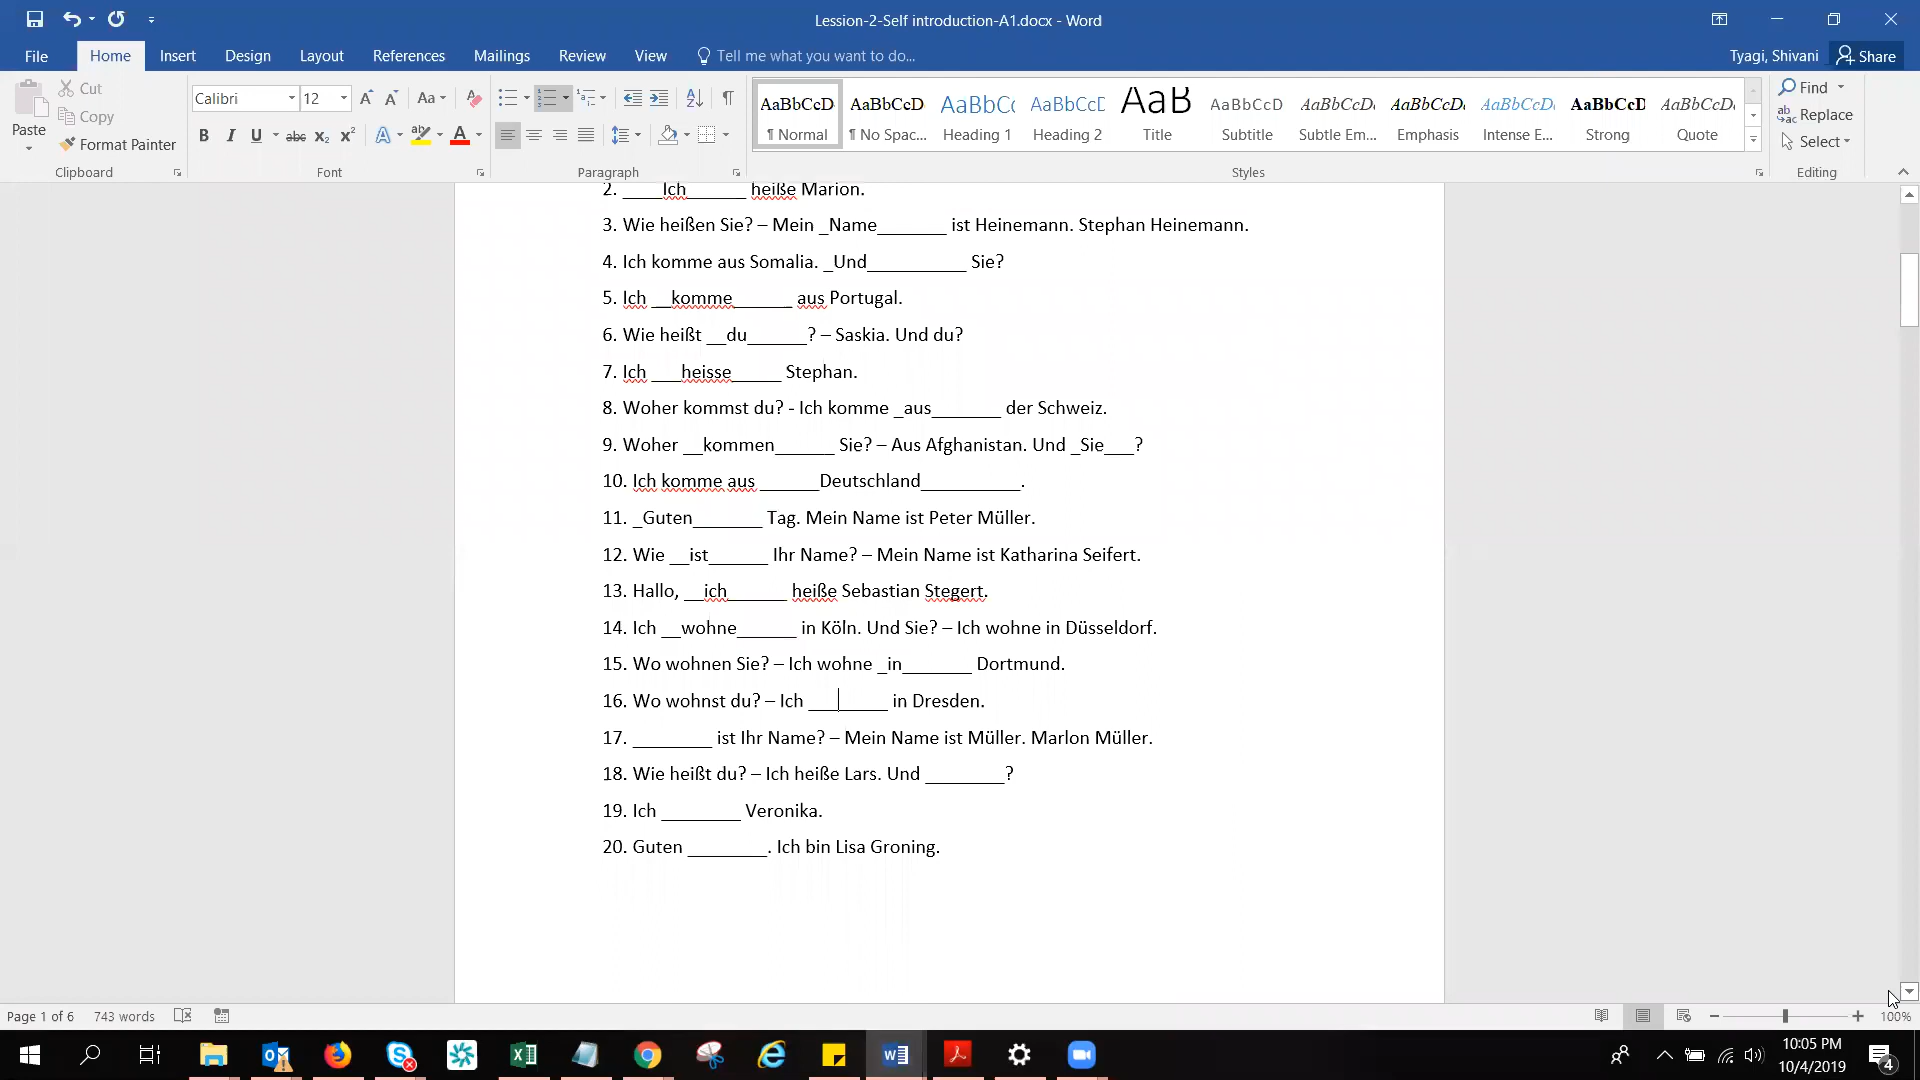 Lession-2-Self introduction-A1.docx - Word
File Home Insert Design Layout References Mailings Review View Tell me what you want to do... Tyagi, Shivani Share
Paste
Cut
Copy
Format Painter
Clipboard
Calibri 12
Font
Paragraph
AaBbCcD AaBbCcD AaBbCc AaBbCcD AaB AaBbCcD AaBbCcD AaBbCcD AaBbCcD AaBbCcD AaBbCcD
¶ Normal ¶ No Spac... Heading 1 Heading 2 Title Subtitle Subtle Em... Emphasis Intense E... Strong Quote
Styles
Find
Replace
Select
Editing
2. ____Ich______ heiße Marion.
3. Wie heißen Sie? – Mein _Name_______ ist Heinemann. Stephan Heinemann.
4. Ich komme aus Somalia. _Und__________ Sie?
5. Ich __komme______ aus Portugal.
6. Wie heißt __du______? – Saskia. Und du?
7. Ich ___heisse_____ Stephan.
8. Woher kommst du? - Ich komme _aus_______ der Schweiz.
9. Woher __kommen______ Sie? – Aus Afghanistan. Und _Sie___?
10. Ich komme aus ______Deutschland__________.
11. _Guten_______ Tag. Mein Name ist Peter Müller.
12. Wie __ist______ Ihr Name? – Mein Name ist Katharina Seifert.
13. Hallo, __ich______ heiße Sebastian Stegert.
14. Ich __wohne______ in Köln. Und Sie? – Ich wohne in Düsseldorf.
15. Wo wohnen Sie? – Ich wohne _in_______ Dortmund.
16. Wo wohnst du? – Ich ________ in Dresden.
17. ________ ist Ihr Name? – Mein Name ist Müller. Marlon Müller.
18. Wie heißt du? – Ich heiße Lars. Und ________?
19. Ich ________ Veronika.
20. Guten ________. Ich bin Lisa Groning.
Page 1 of 6 743 words 100%
10:05 PM
10/4/2019
4